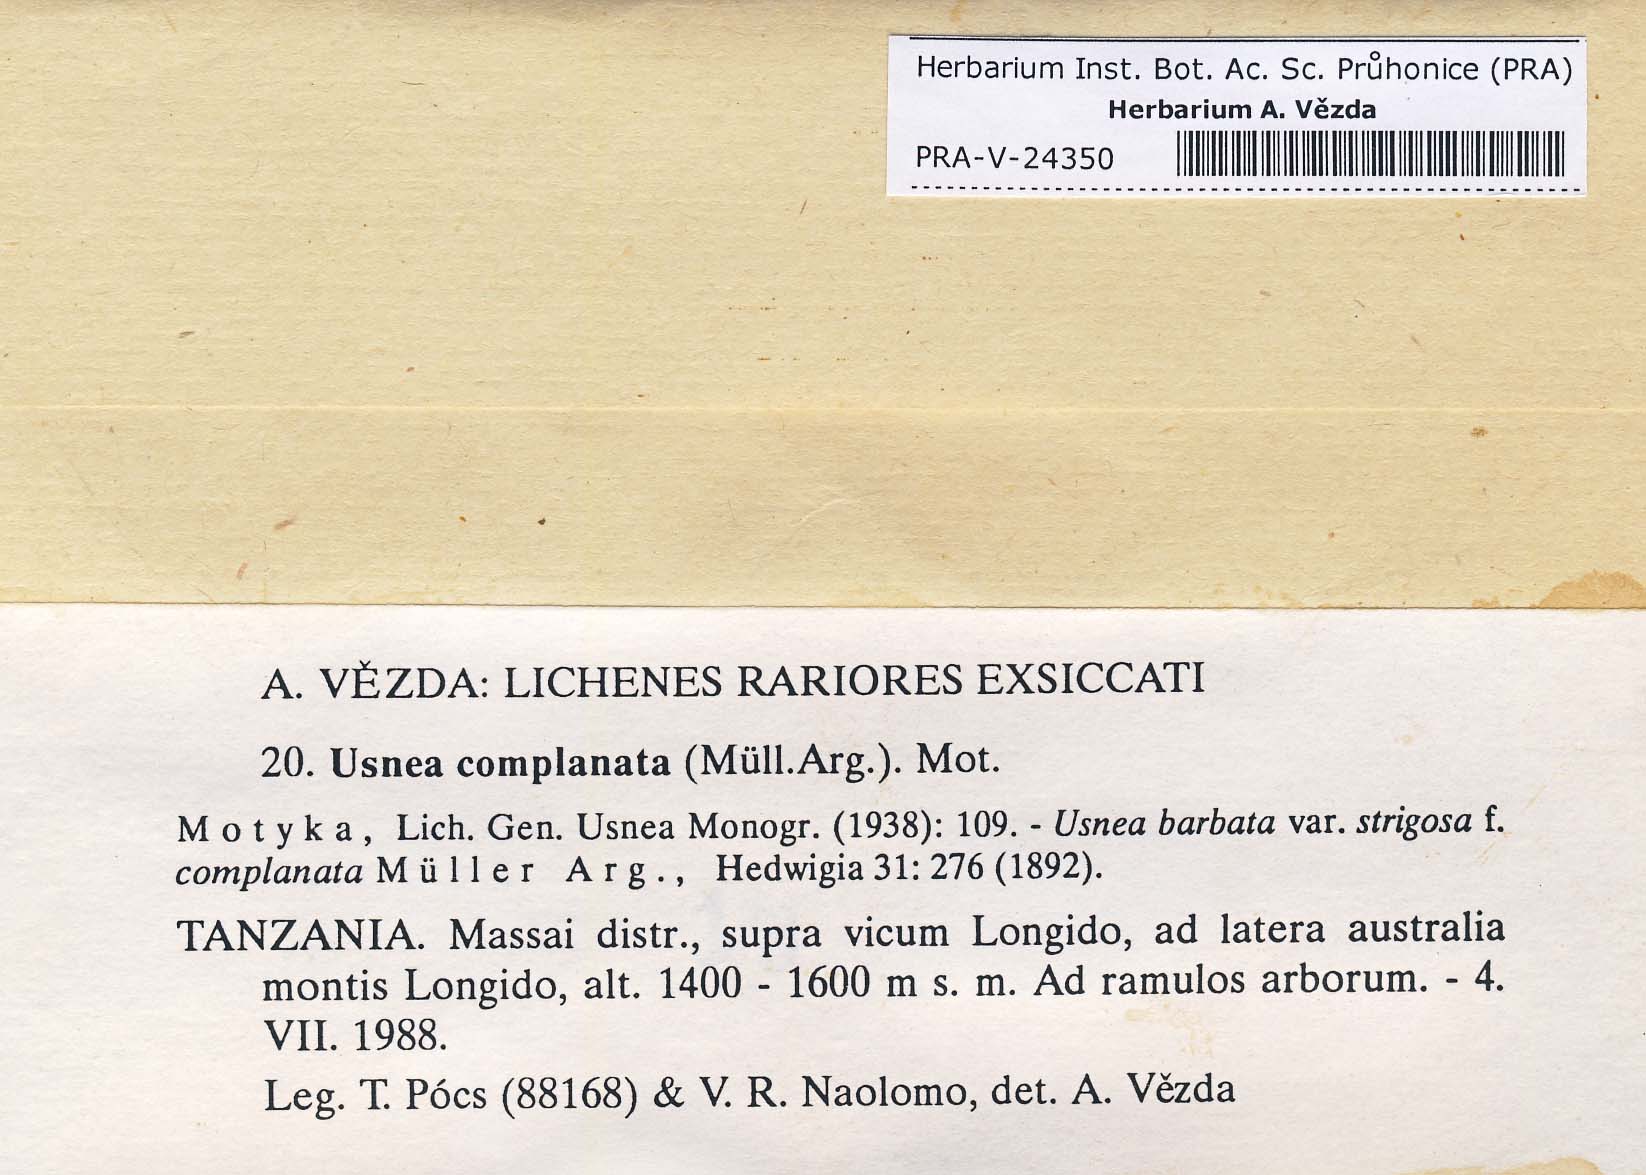 Herbarium Inst. Bot. Ac. Sc. Průhonice (PRA)
Herbarium A. Vězda
PRA-V-24350
A. VĚZDA: LICHENES RARIORES EXSICCATI
20. Usnea complanata (Müll.Arg.). Mot.
Motyka, Lich. Gen. Usnea Monogr. (1938): 109. - Usnea barbata var. strigosa f.
complanata Müller Arg., Hedwigia 31: 276 (1892).
TANZANIA. Massai distr., supra vicum Longido, ad latera australia
montis Longido, alt. 1400 - 1600 m s. m. Ad ramulos arborum. - 4.
VII. 1988.
Leg. T. Pócs (88168) & V. R. Naolomo, det. A. Vězda